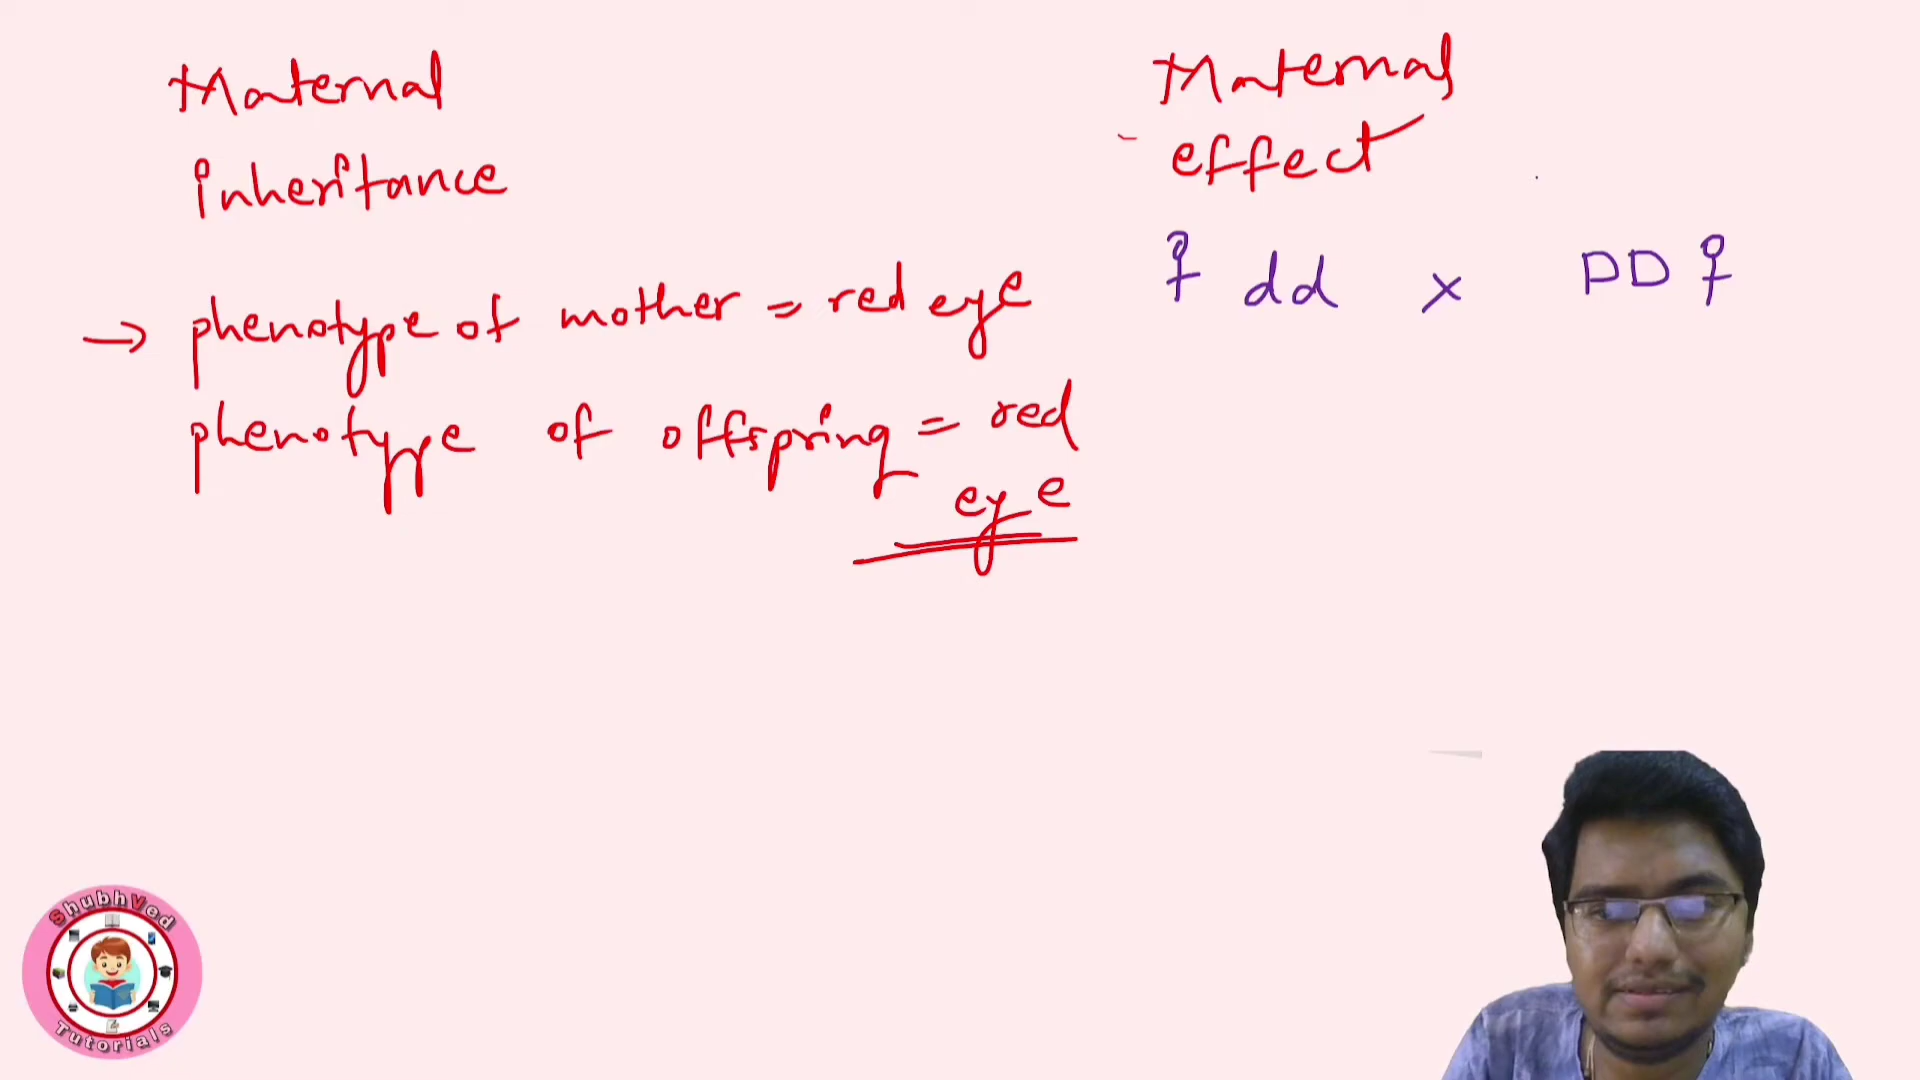 Maternal
inheritance
→ phenotype of mother = red eye
phenotype of offspring = red
eye
Maternal
effect
♀ dd × DD ♀
ShubhVed
Tutorials